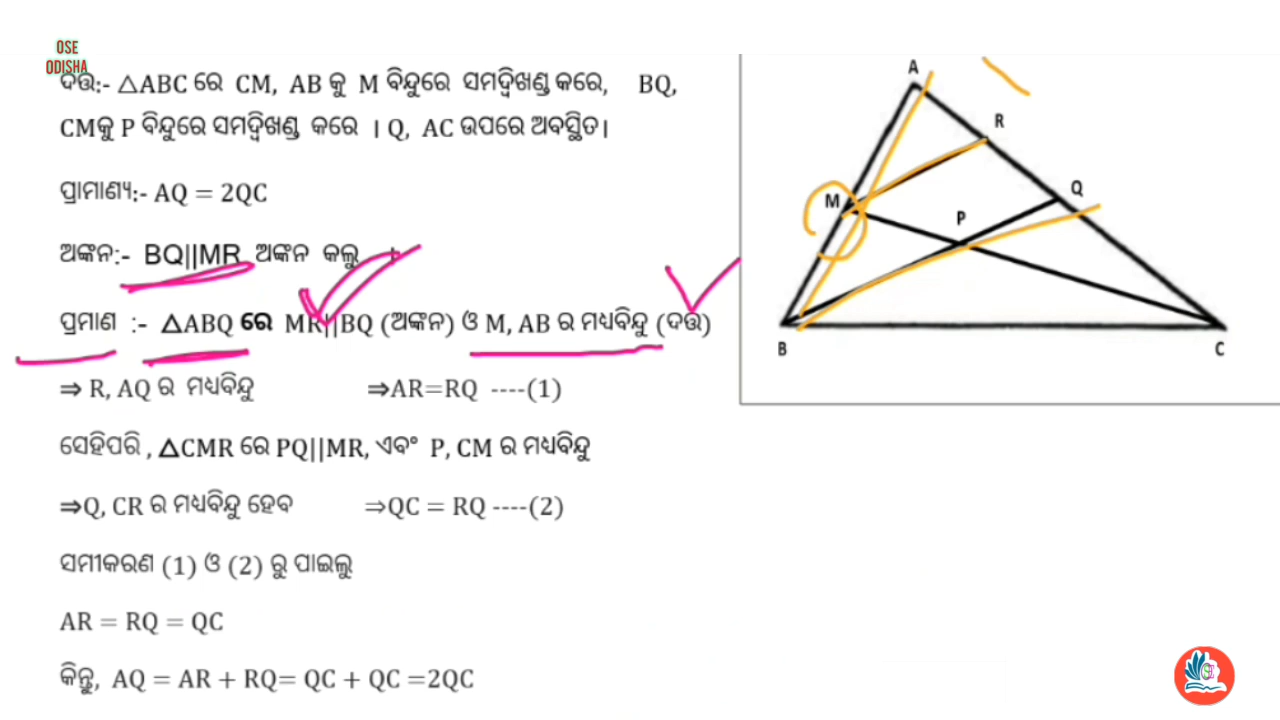 OSE
ODISHA
ଦତ୍ତ:- △ABC ରେ CM, AB କୁ M ବିନ୍ଦୁରେ ସମଦ୍ୱିଖଣ୍ଡ କରେ, BQ,
CMକୁ P ବିନ୍ଦୁରେ ସମଦ୍ୱିଖଣ୍ଡ କରେ । Q, AC ଉପରେ ଅବସ୍ଥିତ।
ପ୍ରାମାଣ୍ୟ:- AQ = 2QC
ଅଙ୍କନ:- BQ||MR ଅଙ୍କନ କଲୁ
ପ୍ରମାଣ :- △ABQ ରେ MR||BQ (ଅଙ୍କନ) ଓ M, AB ର ମଧ୍ୟବିନ୍ଦୁ (ଦତ୍ତ)
⇒ R, AQ ର ମଧ୍ୟବିନ୍ଦୁ ⇒AR=RQ ----(1)
ସେହିପରି , △CMR ରେ PQ||MR, ଏବଂ P, CM ର ମଧ୍ୟବିନ୍ଦୁ
⇒Q, CR ର ମଧ୍ୟବିନ୍ଦୁ ହେବ ⇒QC = RQ ----(2)
ସମୀକରଣ (1) ଓ (2) ରୁ ପାଇଲୁ
AR = RQ = QC
କିନ୍ତୁ, AQ = AR + RQ= QC + QC =2QC
A
R
Q
M
P
B
C